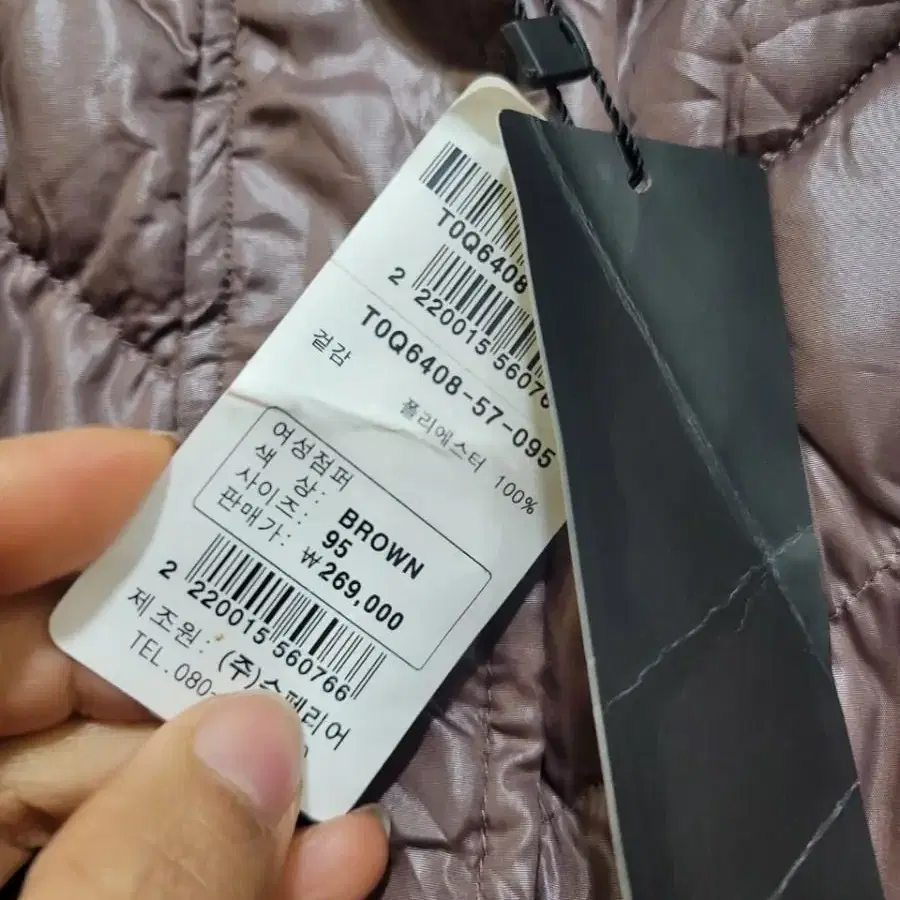 T0Q6408
2 220015 56076
T0Q6408-57-095
겉감 폴리에스터 100%
여성점퍼
색 상: BROWN
사이즈: 95
판매가: ₩269,000
2 220015 560766
제조원: (주)슈페리어
TEL.080-